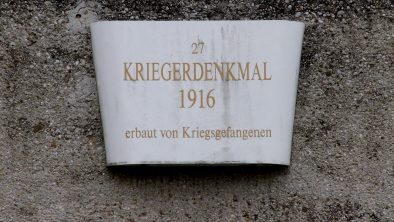 27
KRIEGERDENKMAL
1916
erbaut von Kriegsgefangenen